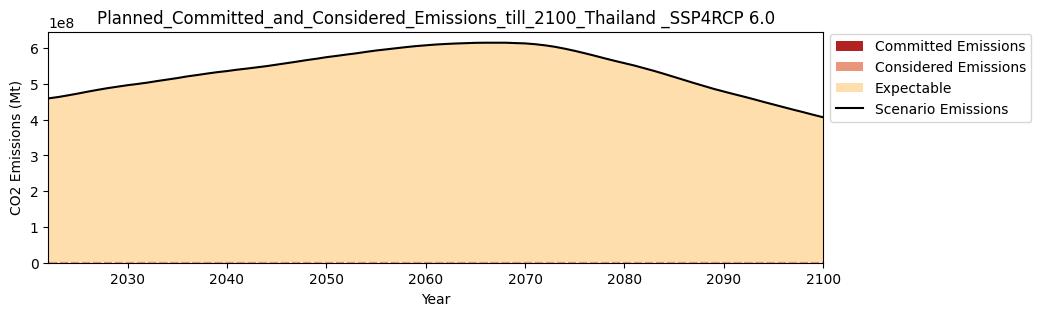 Planned_Committed_and_Considered_Emissions_till_2100_Thailand _SSP4RCP 6.0
1e8
6
5
4
3
2
1
0
CO2 Emissions (Mt)
2030 2040 2050 2060 2070 2080 2090 2100
Year
Committed Emissions
Considered Emissions
Expectable
Scenario Emissions